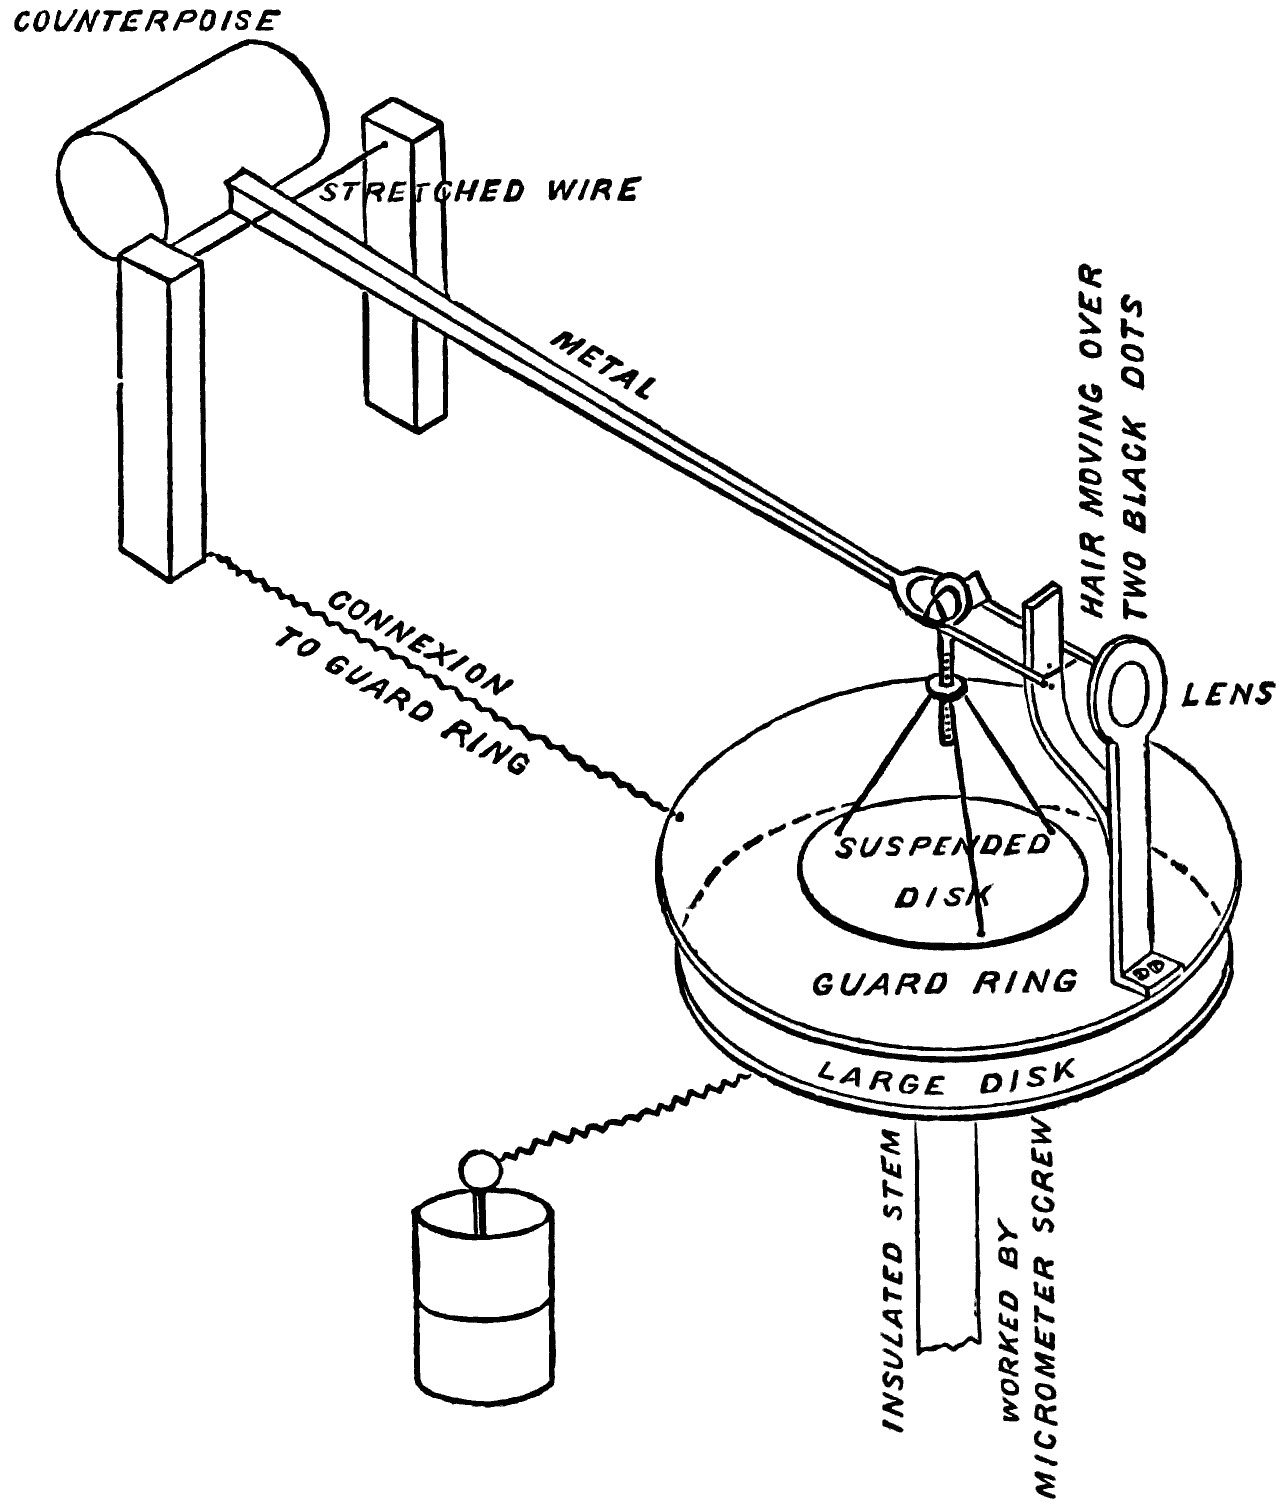 COUNTERPOISE
STRETCHED WIRE
METAL
HAIR MOVING OVER
TWO BLACK DOTS
CONNEXION
TO GUARD RING
LENS
SUSPENDED
DISK
GUARD RING
LARGE DISK
INSULATED STEM
WORKED BY
MICROMETER SCREW